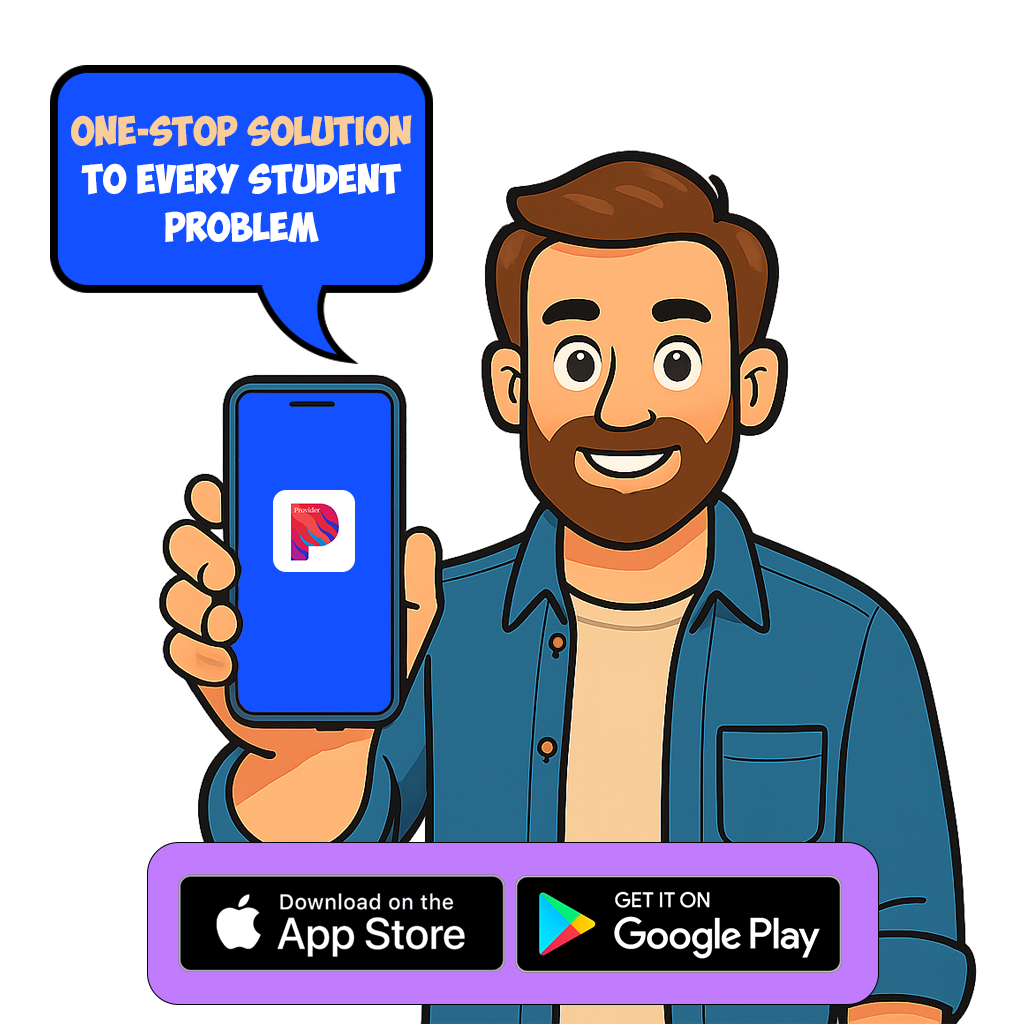 ONE-STOP SOLUTION
TO EVERY STUDENT
PROBLEM
Provider
Download on the
App Store
GET IT ON
Google Play